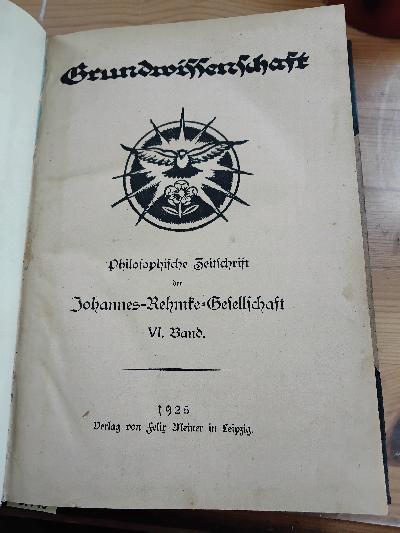 Grundwissenschaft
Philosophische Zeitschrift
der
Johannes-Rehmke-Gesellschaft
VI. Band.
1925
Verlag von Felix Meiner in Leipzig.